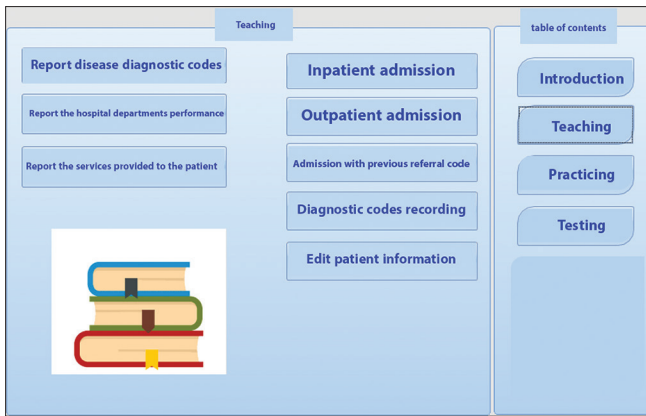 Teaching
Report disease diagnostic codes
Report the hospital departments performance
Report the services provided to the patient
Inpatient admission
Outpatient admission
Admission with previous referral code
Diagnostic codes recording
Edit patient information
table of contents
Introduction
Teaching
Practicing
Testing